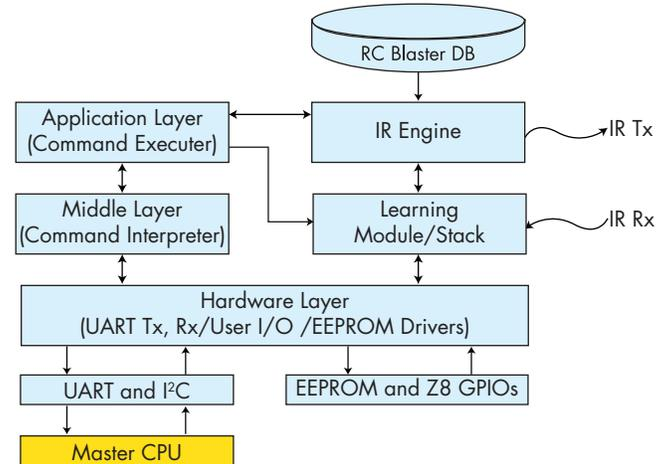 RC Blaster DB
Application Layer
(Command Executer)
IR Engine
IR Tx
Middle Layer
(Command Interpreter)
Learning
Module/Stack
IR Rx
Hardware Layer
(UART Tx, Rx/User I/O /EEPROM Drivers)
UART and I²C
EEPROM and Z8 GPIOs
Master CPU